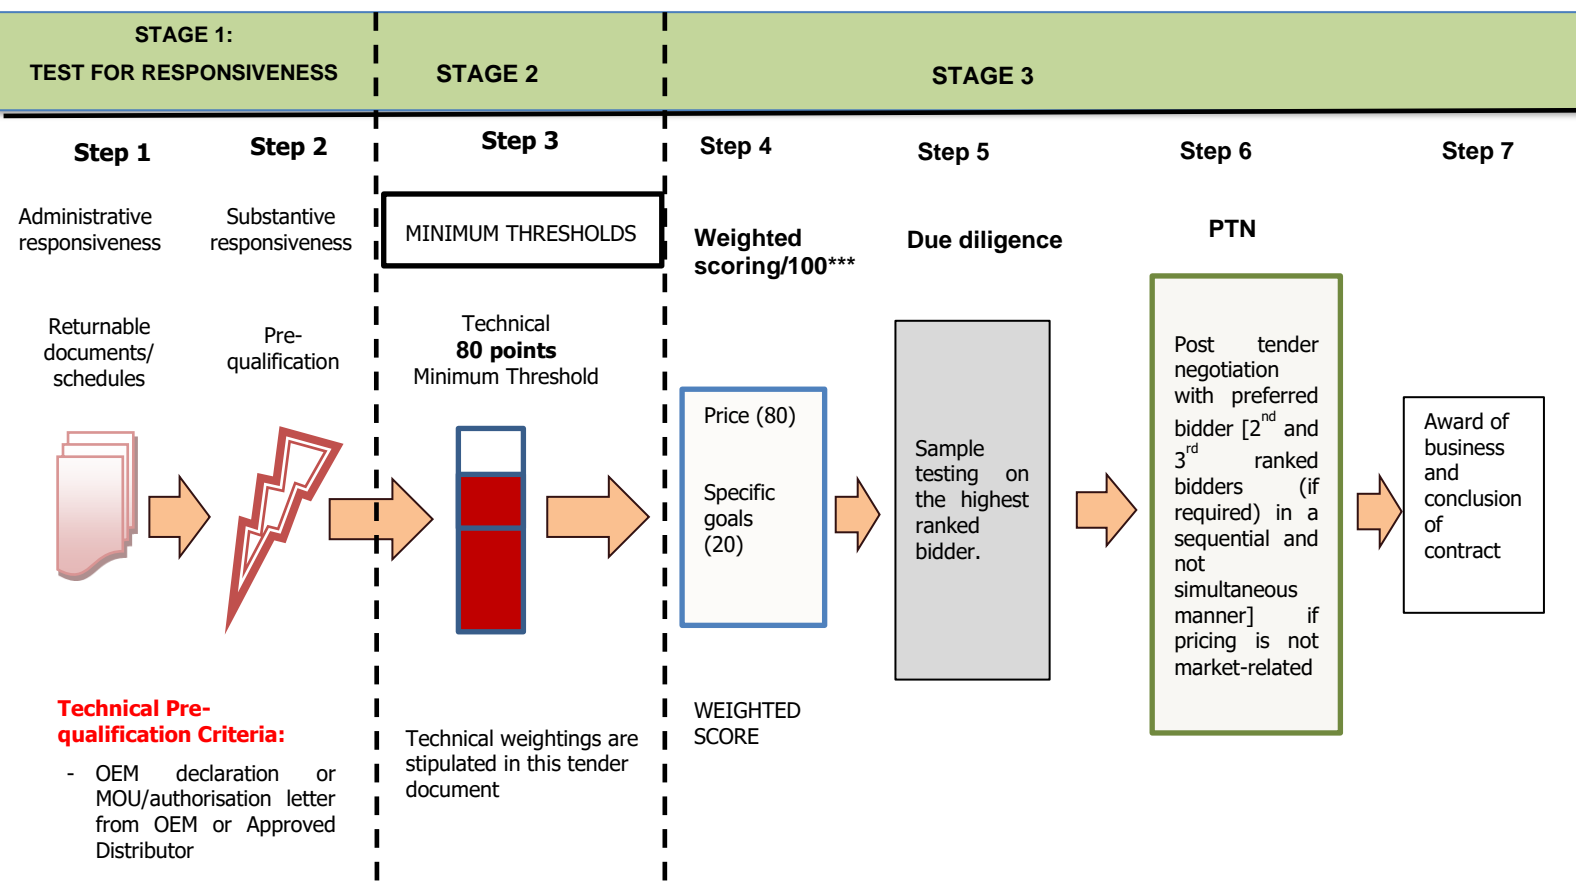 STAGE 1:
TEST FOR RESPONSIVENESS
STAGE 2
STAGE 3
Step 1
Step 2
Step 3
Step 4
Step 5
Step 6
Step 7
Administrative
responsiveness
Substantive
responsiveness
MINIMUM THRESHOLDS
Weighted
scoring/100***
Due diligence
PTN
Returnable
documents/
schedules
Pre-
qualification
Technical
80 points
Minimum Threshold
Price (80)
Specific
goals
(20)
Sample
testing on
the highest
ranked
bidder.
Post tender
negotiation
with preferred
bidder [2nd and
3rd ranked
bidders (if
required) in a
sequential and
not
simultaneous
manner] if
pricing is not
market-related
Award of
business
and
conclusion
of
contract
Technical Pre-
qualification Criteria:
- OEM declaration or
MOU/authorisation letter
from OEM or Approved
Distributor
Technical weightings are
stipulated in this tender
document
WEIGHTED
SCORE